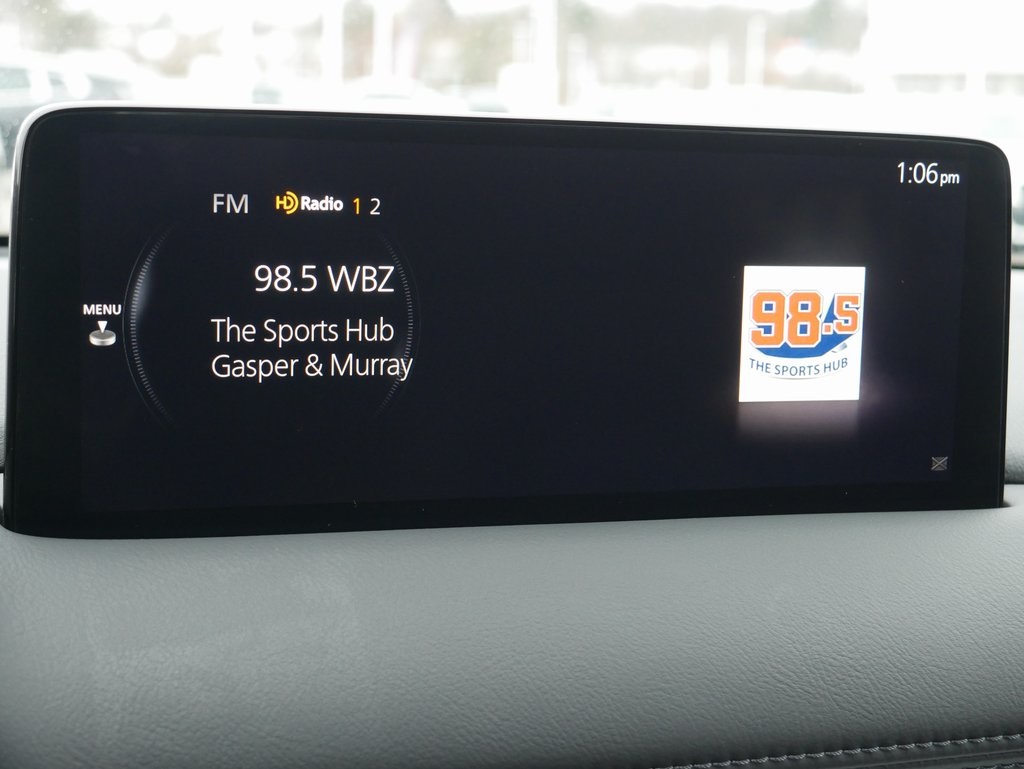 1:06pm
FM HD Radio 1 2
98.5 WBZ
MENU
The Sports Hub
Gasper & Murray
98.5
THE SPORTS HUB